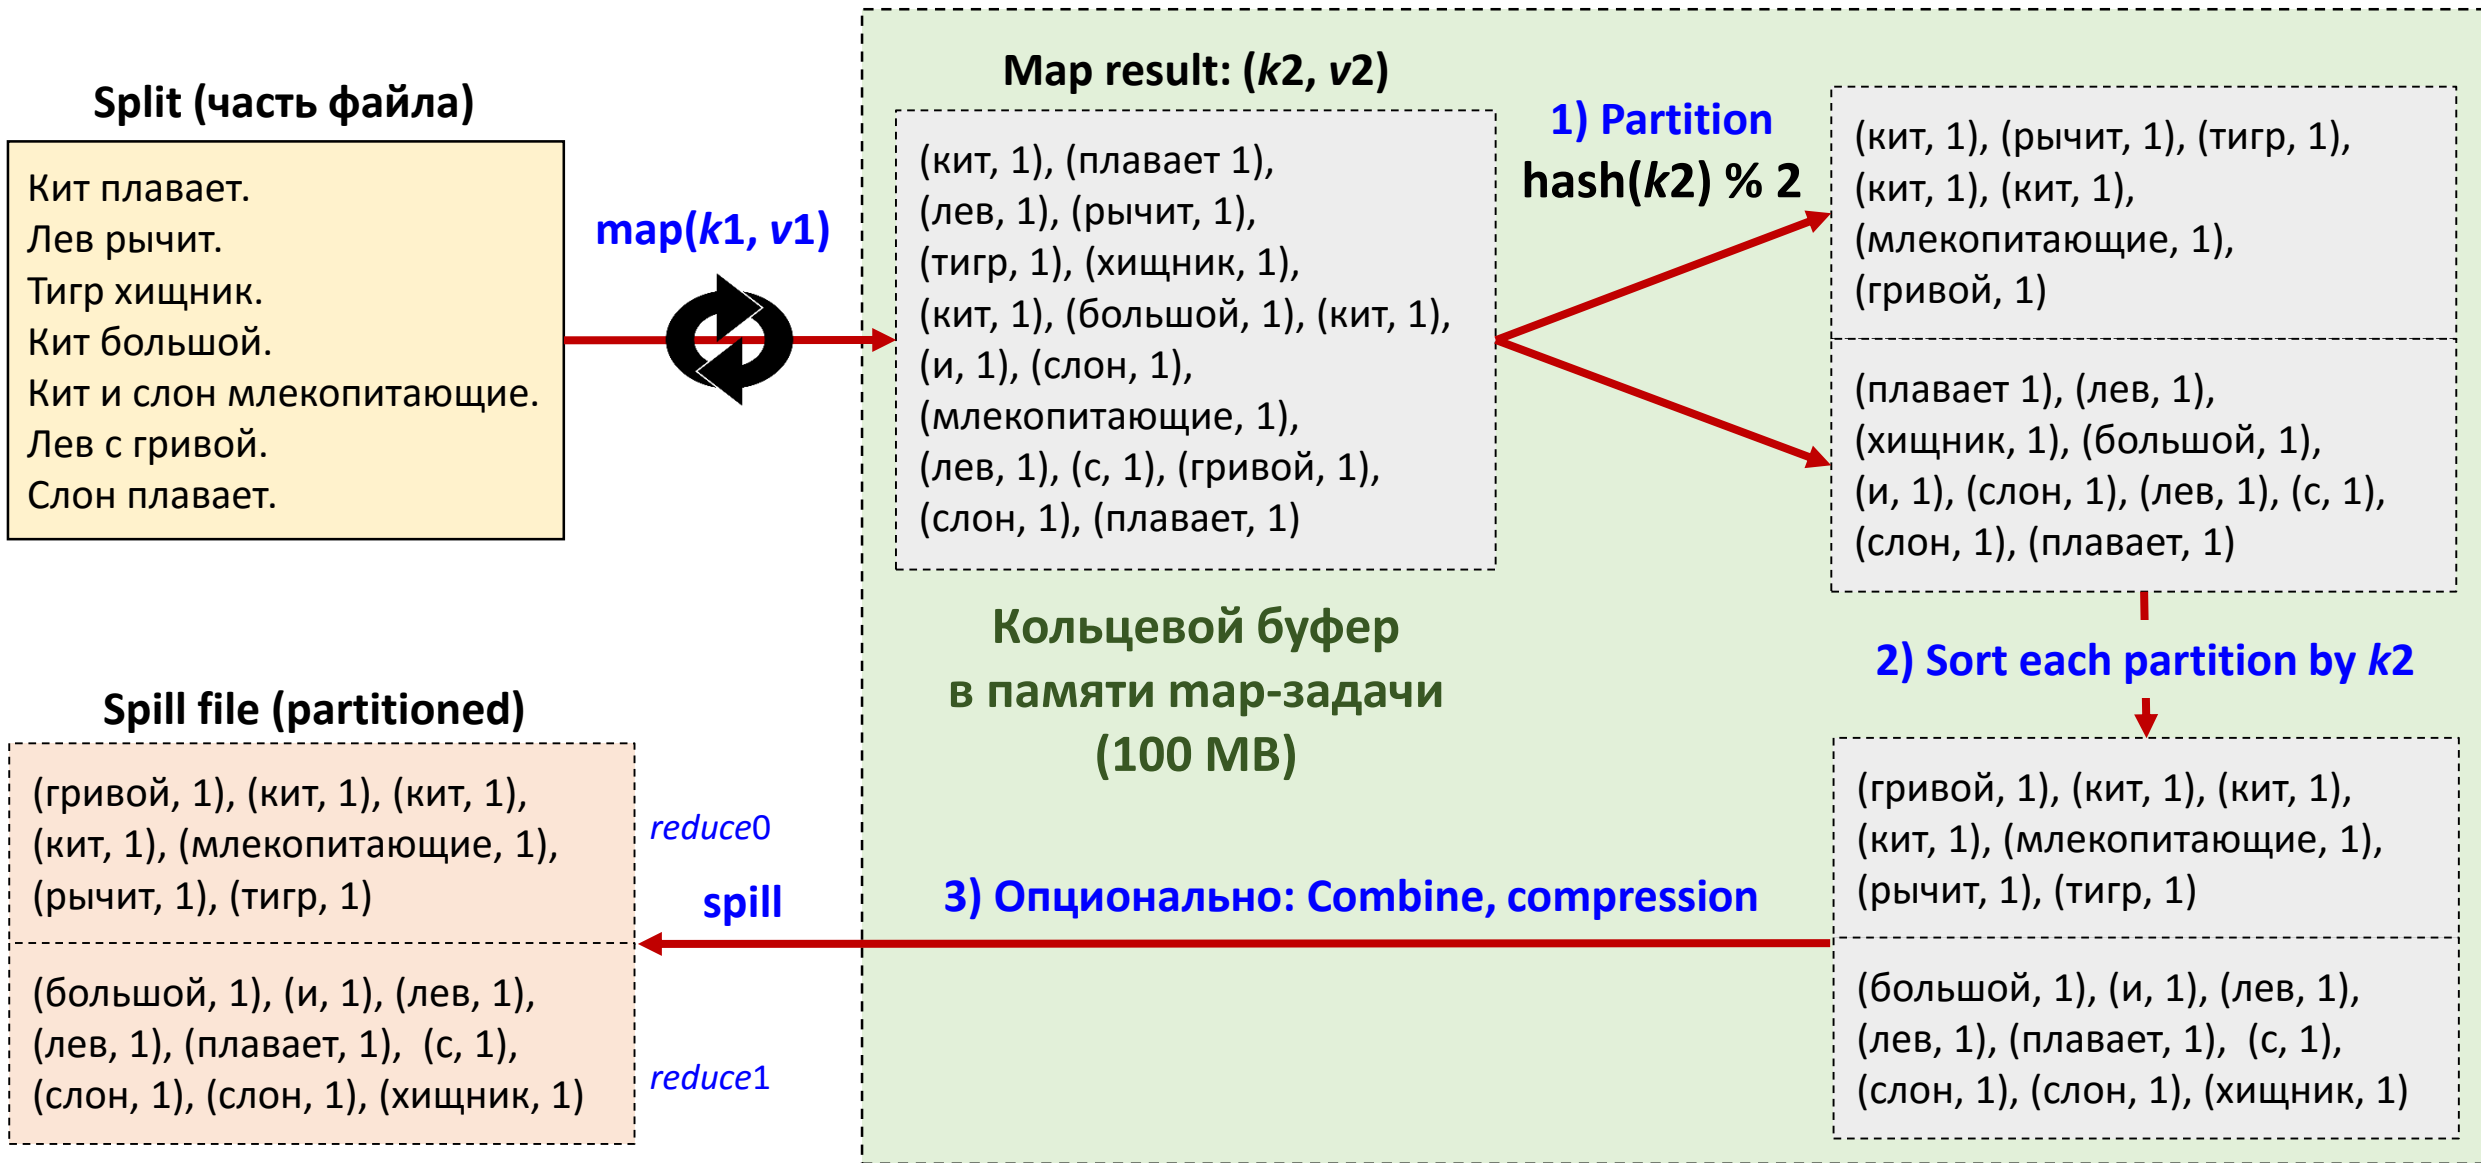 Split (часть файла)
Кит плавает.
Лев рычит.
Тигр хищник.
Кит большой.
Кит и слон млекопитающие.
Лев с гривой.
Слон плавает.
map(k1, v1)
Map result: (k2, v2)
(кит, 1), (плавает 1),
(лев, 1), (рычит, 1),
(тигр, 1), (хищник, 1),
(кит, 1), (большой, 1), (кит, 1),
(и, 1), (слон, 1),
(млекопитающие, 1),
(лев, 1), (с, 1), (гривой, 1),
(слон, 1), (плавает, 1)
1) Partition
hash(k2) % 2
(кит, 1), (рычит, 1), (тигр, 1),
(кит, 1), (кит, 1),
(млекопитающие, 1),
(гривой, 1)
(плавает 1), (лев, 1),
(хищник, 1), (большой, 1),
(и, 1), (слон, 1), (лев, 1), (с, 1),
(слон, 1), (плавает, 1)
Кольцевой буфер
в памяти map-задачи
(100 MB)
2) Sort each partition by k2
(гривой, 1), (кит, 1), (кит, 1),
(кит, 1), (млекопитающие, 1),
(рычит, 1), (тигр, 1)
(большой, 1), (и, 1), (лев, 1),
(лев, 1), (плавает, 1), (с, 1),
(слон, 1), (слон, 1), (хищник, 1)
3) Опционально: Combine, compression
spill
Spill file (partitioned)
(гривой, 1), (кит, 1), (кит, 1),
(кит, 1), (млекопитающие, 1),
(рычит, 1), (тигр, 1)
reduce0
(большой, 1), (и, 1), (лев, 1),
(лев, 1), (плавает, 1), (с, 1),
(слон, 1), (слон, 1), (хищник, 1)
reduce1